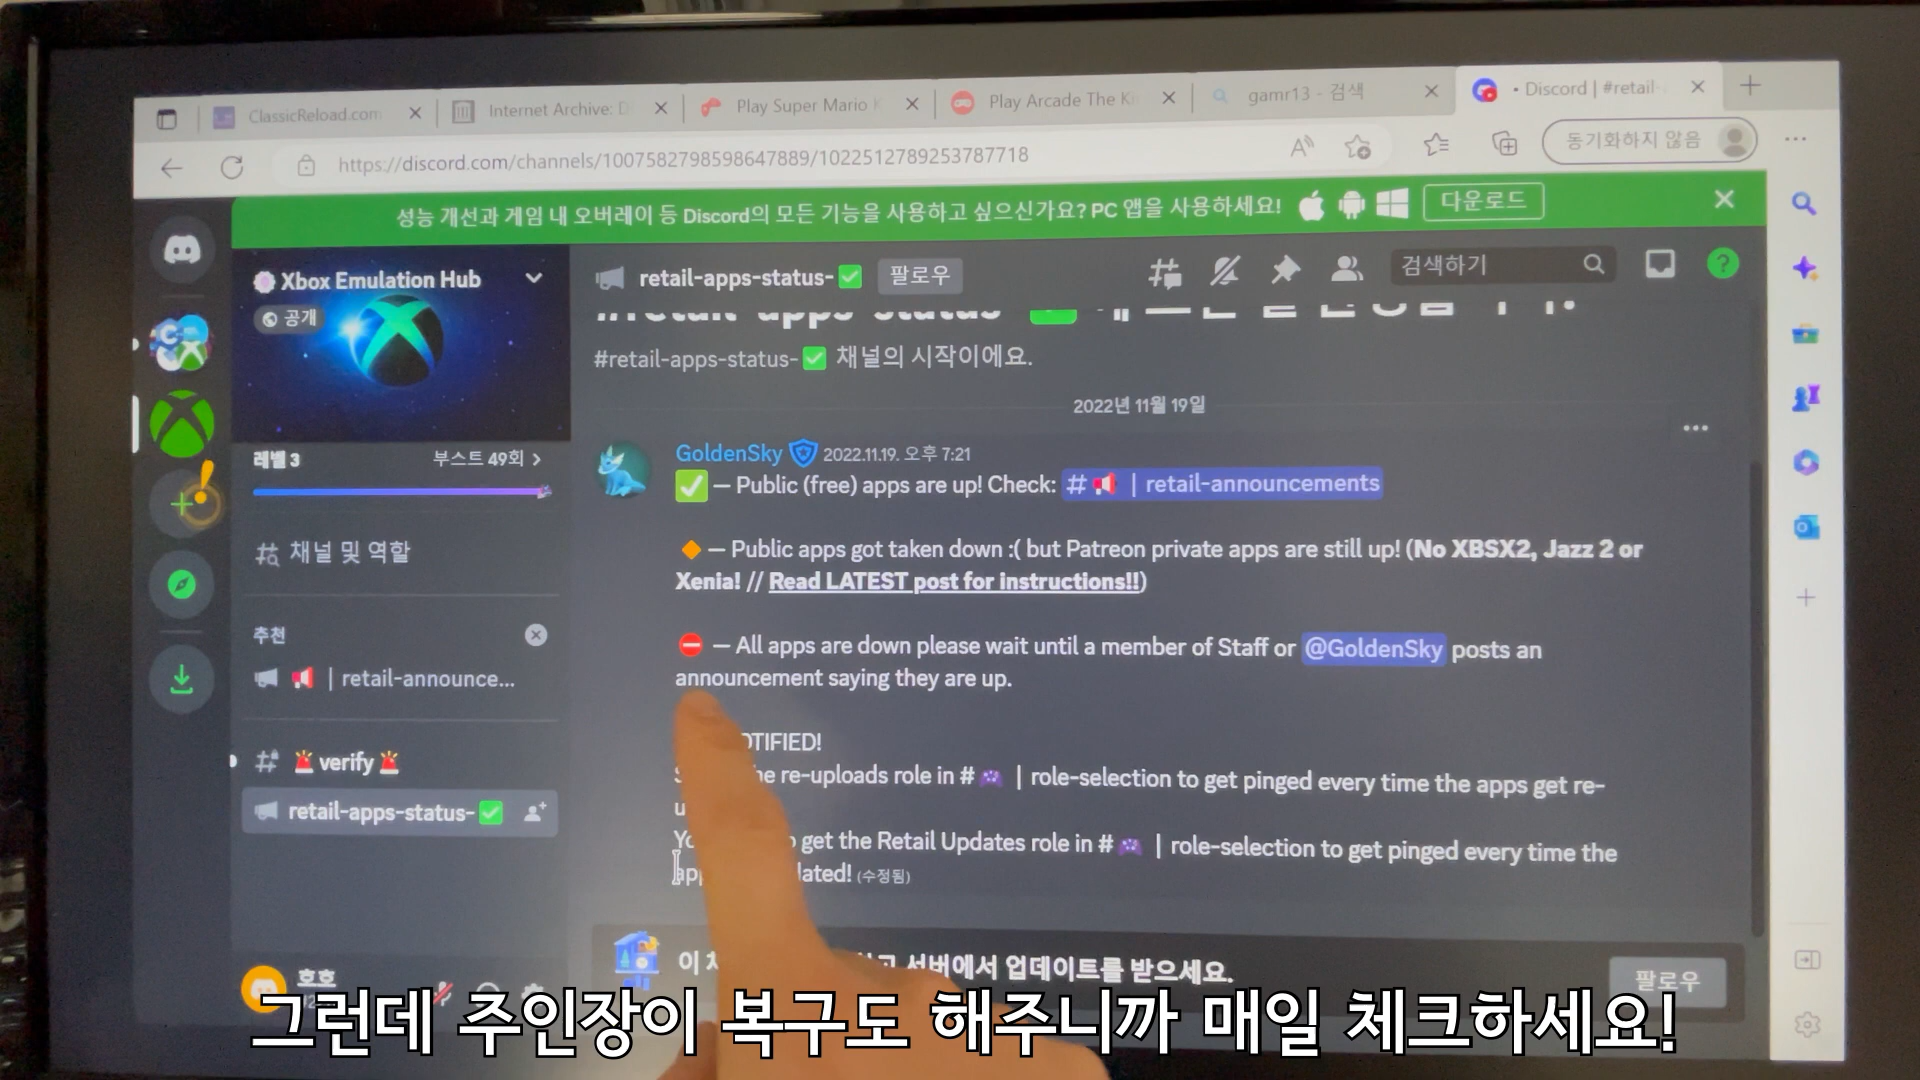 ClassicReload.com
Internet Archive: D
Play Super Mario K
Play Arcade The Ki
gamr13 - 검색
• Discord | #retail-
https://discord.com/channels/1007582798598647889/1022512789253787718
동기화하지 않음
성능 개선과 게임 내 오버레이 등 Discord의 모든 기능을 사용하고 싶으신가요? PC 앱을 사용하세요!
다운로드
Xbox Emulation Hub
공개
레벨 3
부스트 49회
채널 및 역할
추천
| retail-announce...
verify
retail-apps-status-
호호
retail-apps-status-
팔로우
검색하기
#retail-apps-status-
#retail-apps-status- 채널의 시작이에요.
2022년 11월 19일
GoldenSky 2022.11.19. 오후 7:21
— Public (free) apps are up! Check: # | retail-announcements
— Public apps got taken down :( but Patreon private apps are still up! (No XBSX2, Jazz 2 or
Xenia! // Read LATEST post for instructions!!)
— All apps are down please wait until a member of Staff or @GoldenSky posts an
announcement saying they are up.
OTIFIED!
re-uploads role in # | role-selection to get pinged every time the apps get re-
get the Retail Updates role in # | role-selection to get pinged every time the
(수정됨)
서버에서 업데이트를 받으세요.
팔로우
그런데 주인장이 복구도 해주니까 매일 체크하세요!